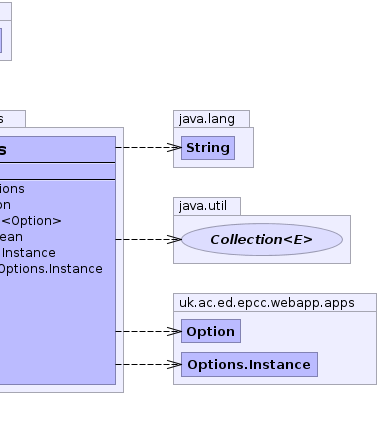 java.lang
s
String
s
ions
on
<Option>
ean
Instance
Options.Instance
java.util
Collection<E>
uk.ac.ed.epcc.webapp.apps
Option
Options.Instance